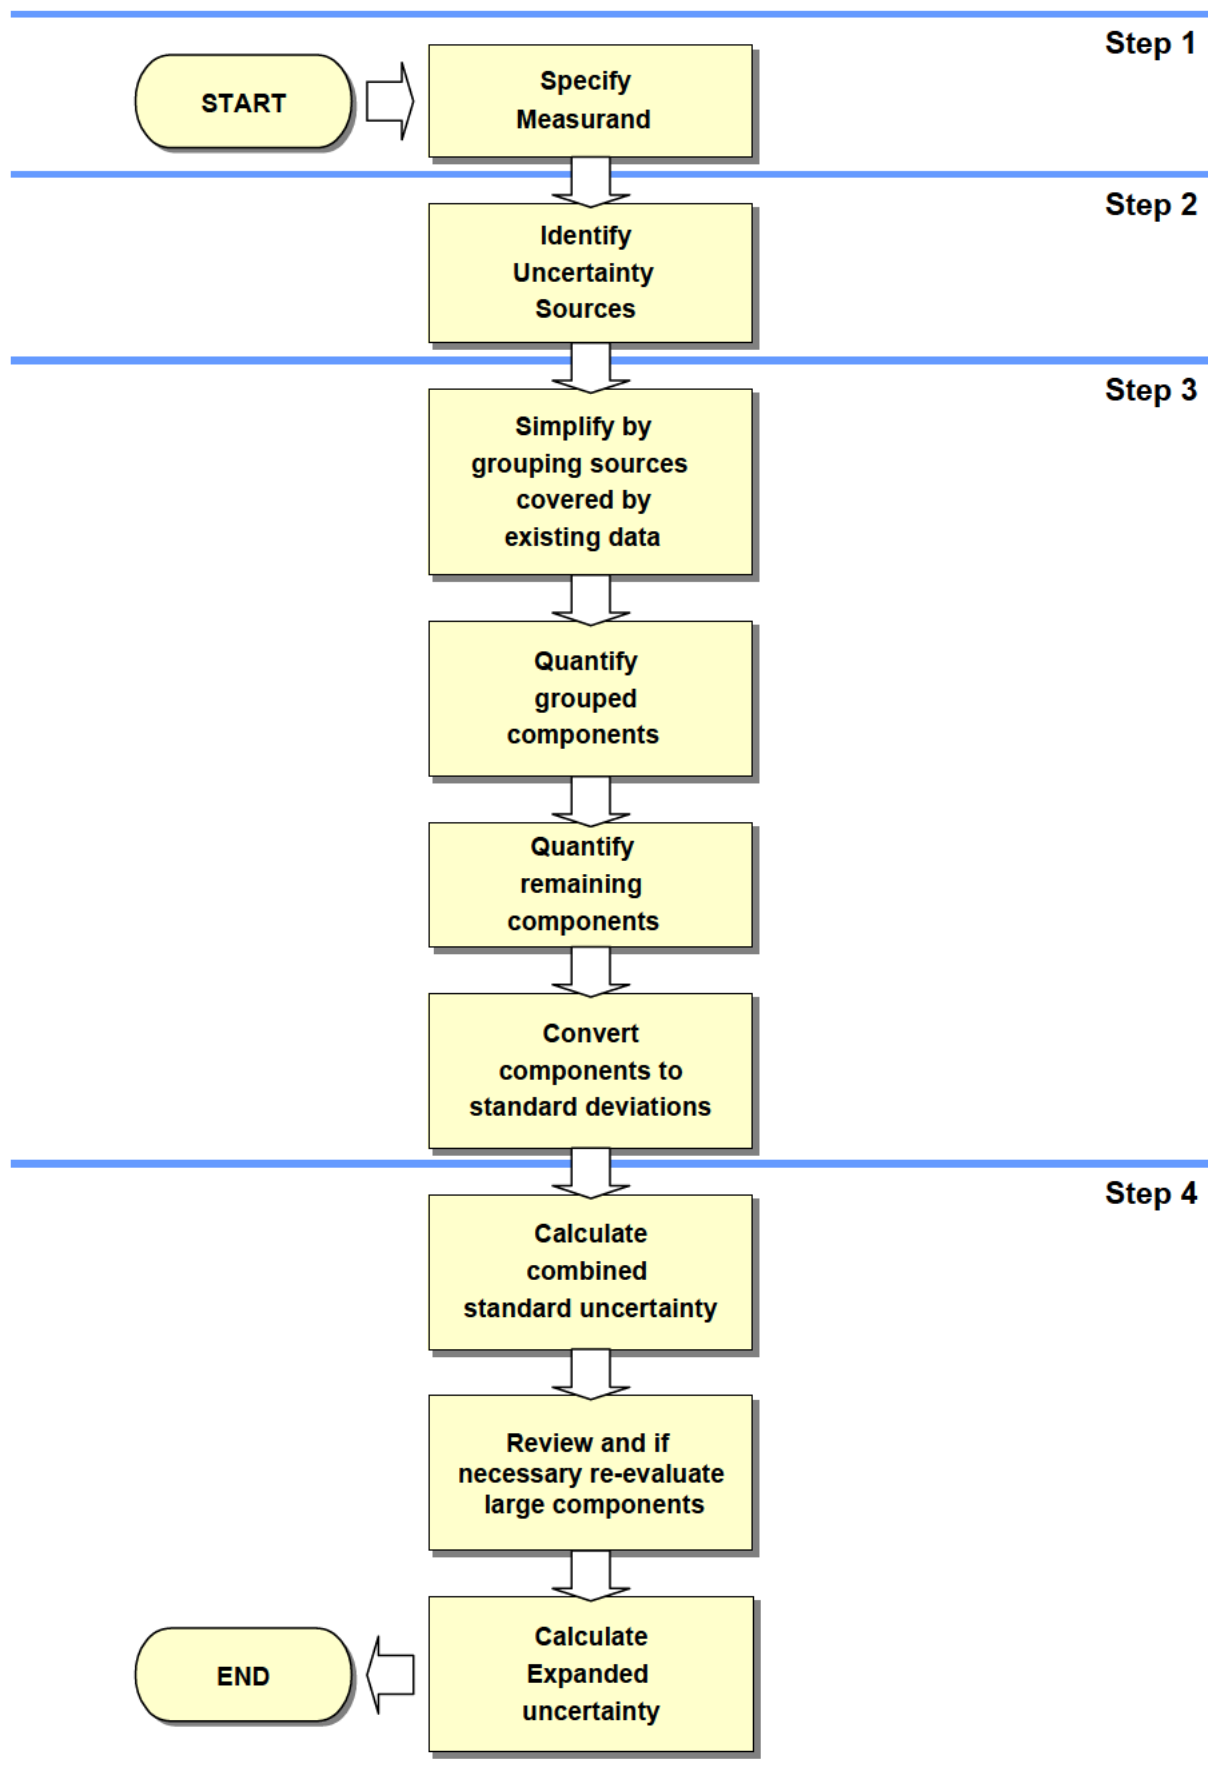 Step 1
START
Specify
Measurand
Step 2
Identify
Uncertainty
Sources
Step 3
Simplify by
grouping sources
covered by
existing data
Quantify
grouped
components
Quantify
remaining
components
Convert
components to
standard deviations
Step 4
Calculate
combined
standard uncertainty
Review and if
necessary re-evaluate
large components
Calculate
Expanded
uncertainty
END